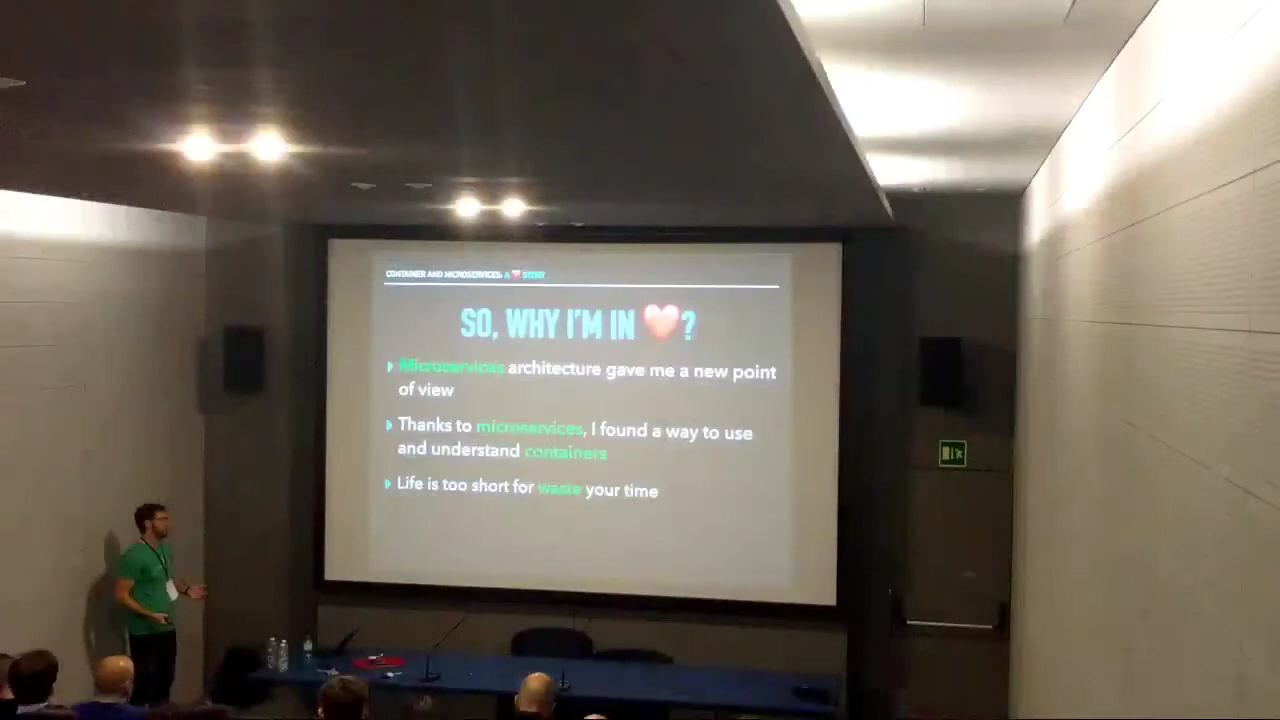 CONTAINER AND MICROSERVICES: A ❤️ STORY
SO, WHY I'M IN ❤️?
Microservices architecture gave me a new point
of view
Thanks to microservices, I found a way to use
and understand containers
Life is too short for waste your time